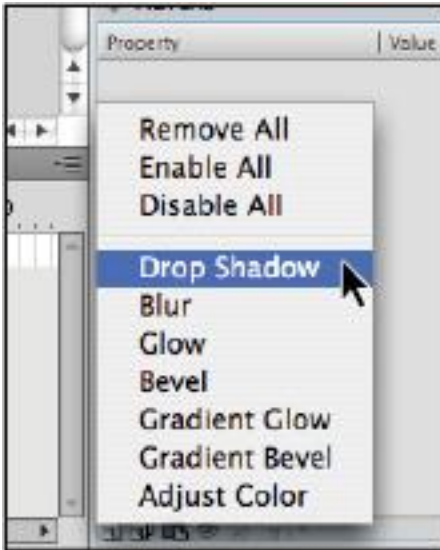 Property | Value
Remove All
Enable All
Disable All
Drop Shadow
Blur
Glow
Bevel
Gradient Glow
Gradient Bevel
Adjust Color